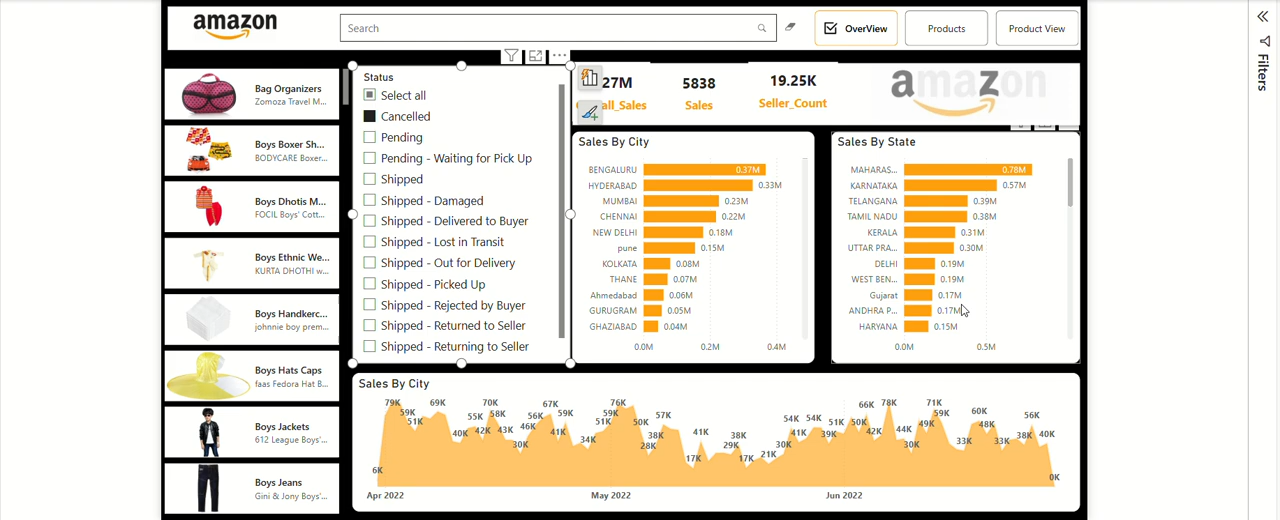 amazon
Search
OverView
Products
Product View
Filters
Bag Organizers
Zomoza Travel M...
Boys Boxer Sh...
BODYCARE Boxer...
Boys Dhotis M...
FOCIL Boys' Cott...
Boys Ethnic We...
KURTA DHOTHI w...
Boys Handkerc...
johnnie boy prem...
Boys Hats Caps
faas Fedora Hat B...
Boys Jackets
612 League Boys'...
Boys Jeans
Gini & Jony Boys'...
Status
Select all
Cancelled
Pending
Pending - Waiting for Pick Up
Shipped
Shipped - Damaged
Shipped - Delivered to Buyer
Shipped - Lost in Transit
Shipped - Out for Delivery
Shipped - Picked Up
Shipped - Rejected by Buyer
Shipped - Returned to Seller
Shipped - Returning to Seller
27M
all_Sales
5838
Sales
19.25K
Seller_Count
amazon
Sales By City
BENGALURU 0.37M
HYDERABAD 0.33M
MUMBAI 0.23M
CHENNAI 0.22M
NEW DELHI 0.18M
pune 0.15M
KOLKATA 0.08M
THANE 0.07M
Ahmedabad 0.06M
GURUGRAM 0.05M
GHAZIABAD 0.04M
0.0M 0.2M 0.4M
Sales By State
MAHARAS... 0.78M
KARNATAKA 0.57M
TELANGANA 0.39M
TAMIL NADU 0.38M
KERALA 0.31M
UTTAR PRA... 0.30M
DELHI 0.19M
WEST BEN... 0.19M
Gujarat 0.17M
ANDHRA P... 0.17M
HARYANA 0.15M
0.0M 0.5M
Sales By City
6K 79K 59K 51K 69K 40K 55K 42K 70K 58K 43K 30K 46K 56K 67K 41K 59K 34K 51K 76K 50K 28K 38K 57K 17K 41K 29K 38K 17K 21K 30K 54K 41K 54K 39K 51K 50K 66K 42K 78K 44K 30K 49K 71K 59K 33K 60K 48K 33K 38K 56K 40K 0K
Apr 2022 May 2022 Jun 2022